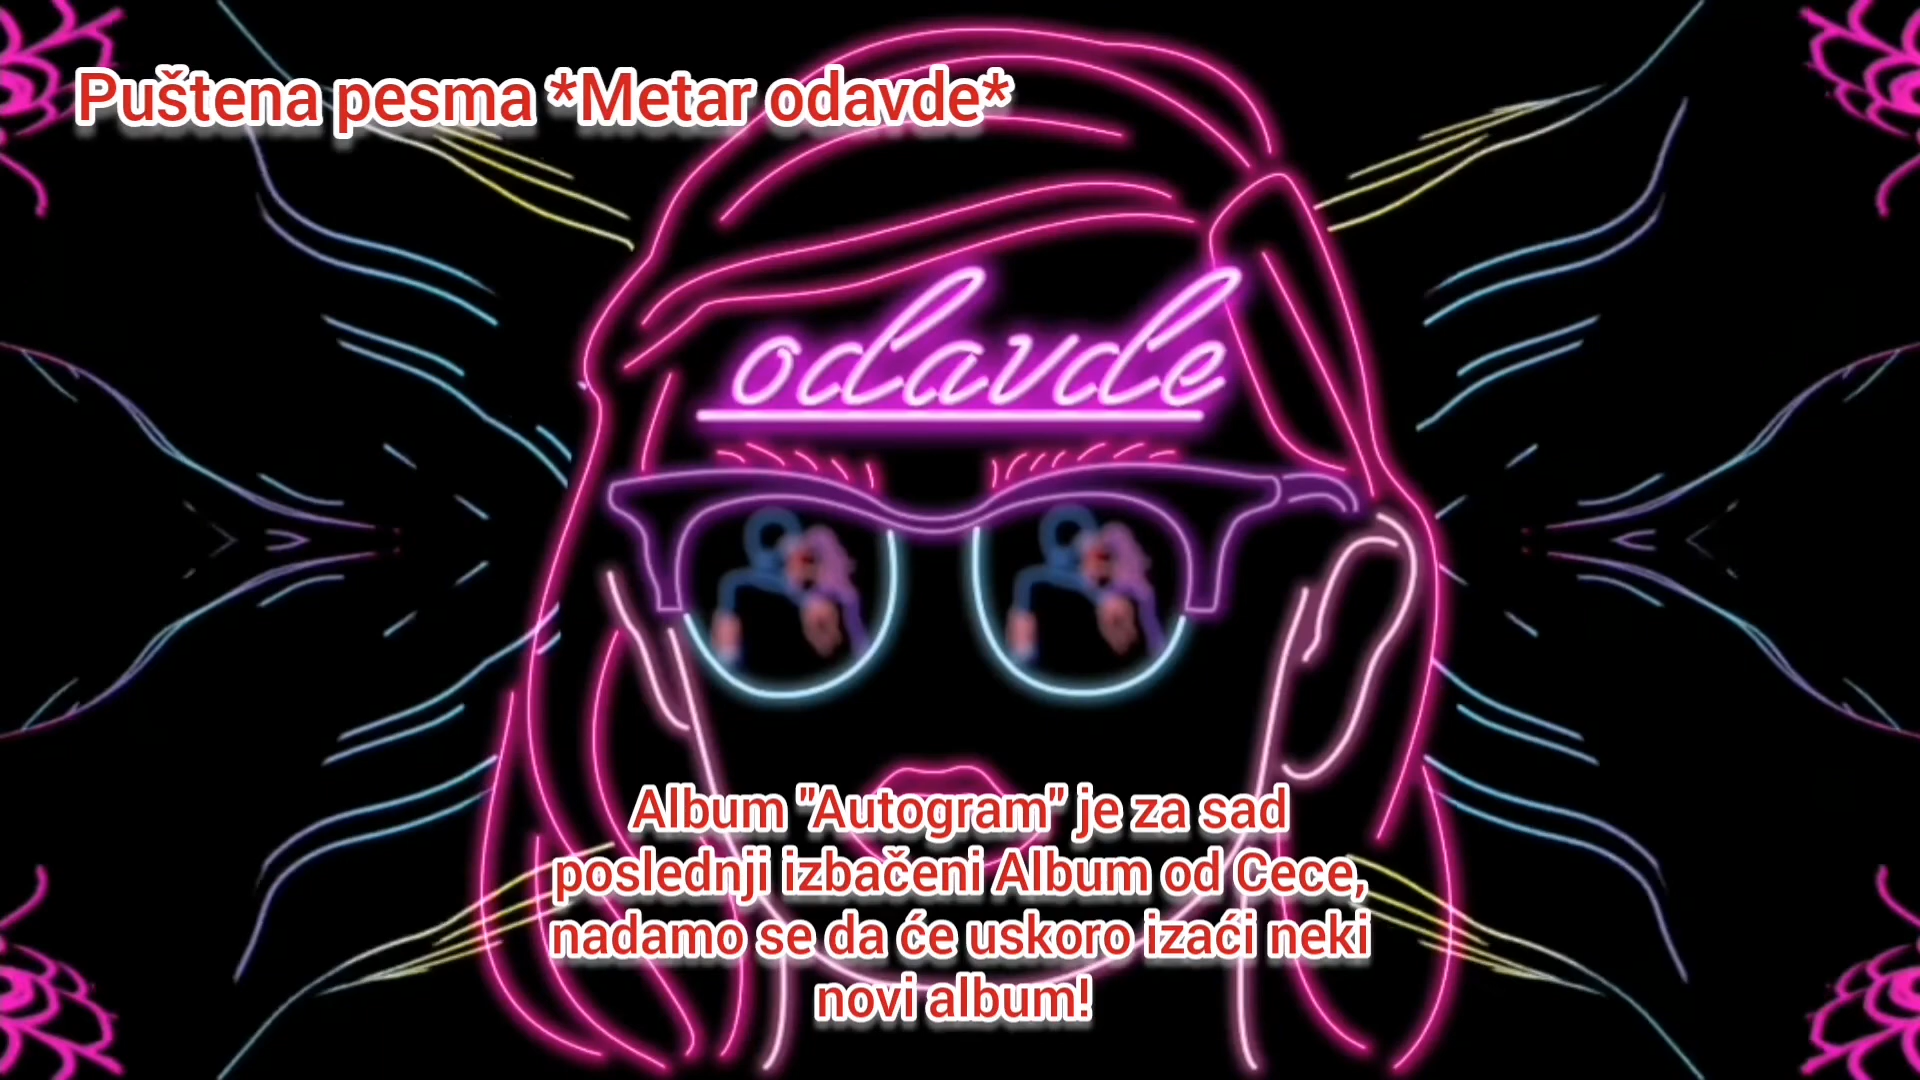 Puštena pesma *Metar odavde*
odavde
Album "Autogram" je za sad
poslednji izbačeni Album od Cece,
nadamo se da će uskoro izaći neki
novi album!